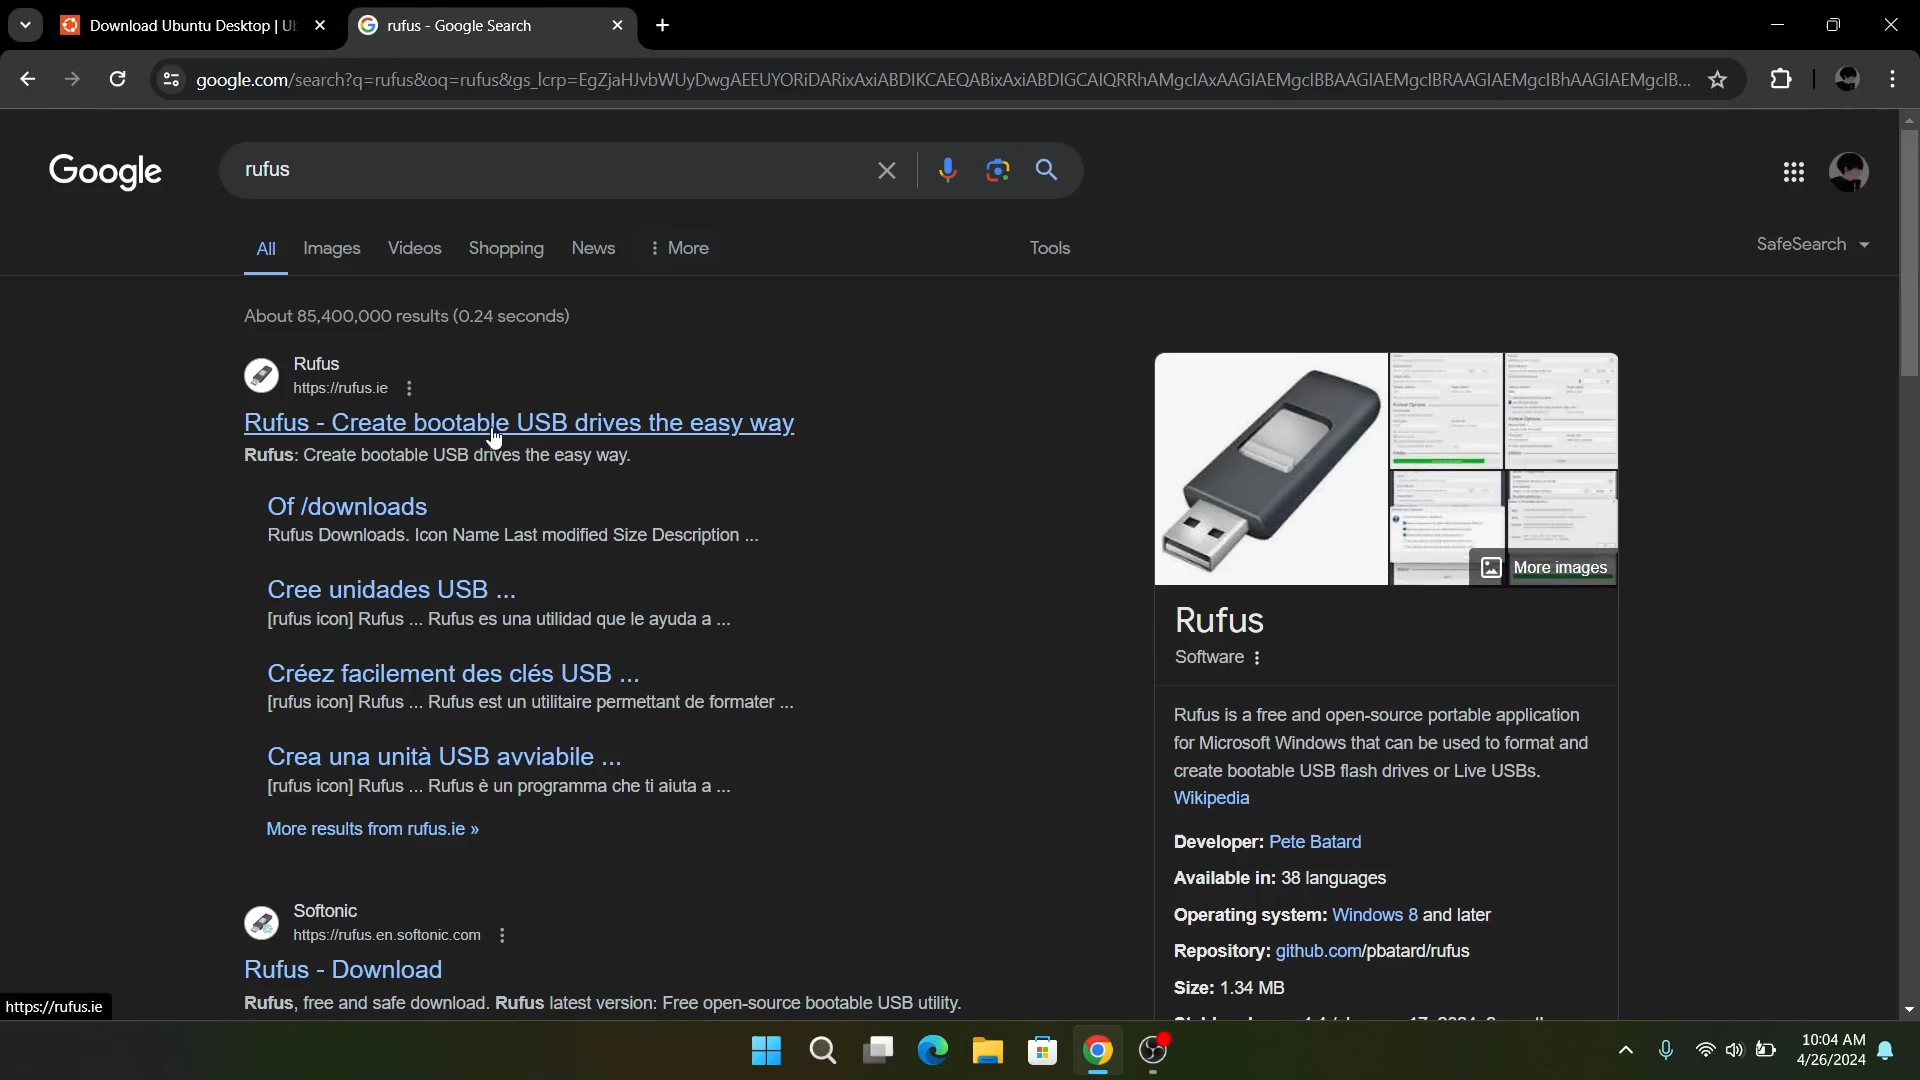 Download Ubuntu Desktop | Ub
rufus - Google Search
google.com/search?q=rufus&oq=rufus&gs_lcrp=EgZjaHJvbWUyDwgAEEUYORiDARixAxiABDIKCAEQABixAxiABDIGCAIQRRhAMgcIAxAAGIAEMgcIBBAAGIAEMgcIBRAAGIAEMgcIBhAAGIAEMgcIB...
Google
rufus
All Images Videos Shopping News More Tools SafeSearch
About 85,400,000 results (0.24 seconds)
Rufus
https://rufus.ie
Rufus - Create bootable USB drives the easy way
Rufus: Create bootable USB drives the easy way.
Of /downloads
Rufus Downloads. Icon Name Last modified Size Description ...
Cree unidades USB ...
[rufus icon] Rufus ... Rufus es una utilidad que le ayuda a ...
Créez facilement des clés USB ...
[rufus icon] Rufus ... Rufus est un utilitaire permettant de formater ...
Crea una unità USB avviabile ...
[rufus icon] Rufus ... Rufus è un programma che ti aiuta a ...
More results from rufus.ie »
Softonic
https://rufus.en.softonic.com
Rufus - Download
Rufus, free and safe download. Rufus latest version: Free open-source bootable USB utility.
More images
Rufus
Software
Rufus is a free and open-source portable application
for Microsoft Windows that can be used to format and
create bootable USB flash drives or Live USBs.
Wikipedia
Developer: Pete Batard
Available in: 38 languages
Operating system: Windows 8 and later
Repository: github.com/pbatard/rufus
Size: 1.34 MB
https://rufus.ie
10:04 AM
4/26/2024